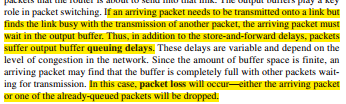 packets that the router is about to send into that link. The output buffers play a key
role in packet switching. If an arriving packet needs to be transmitted onto a link but
finds the link busy with the transmission of another packet, the arriving packet must
wait in the output buffer. Thus, in addition to the store-and-forward delays, packets
suffer output buffer queuing delays. These delays are variable and depend on the
level of congestion in the network. Since the amount of buffer space is finite, an
arriving packet may find that the buffer is completely full with other packets wait-
ing for transmission. In this case, packet loss will occur—either the arriving packet
or one of the already-queued packets will be dropped.